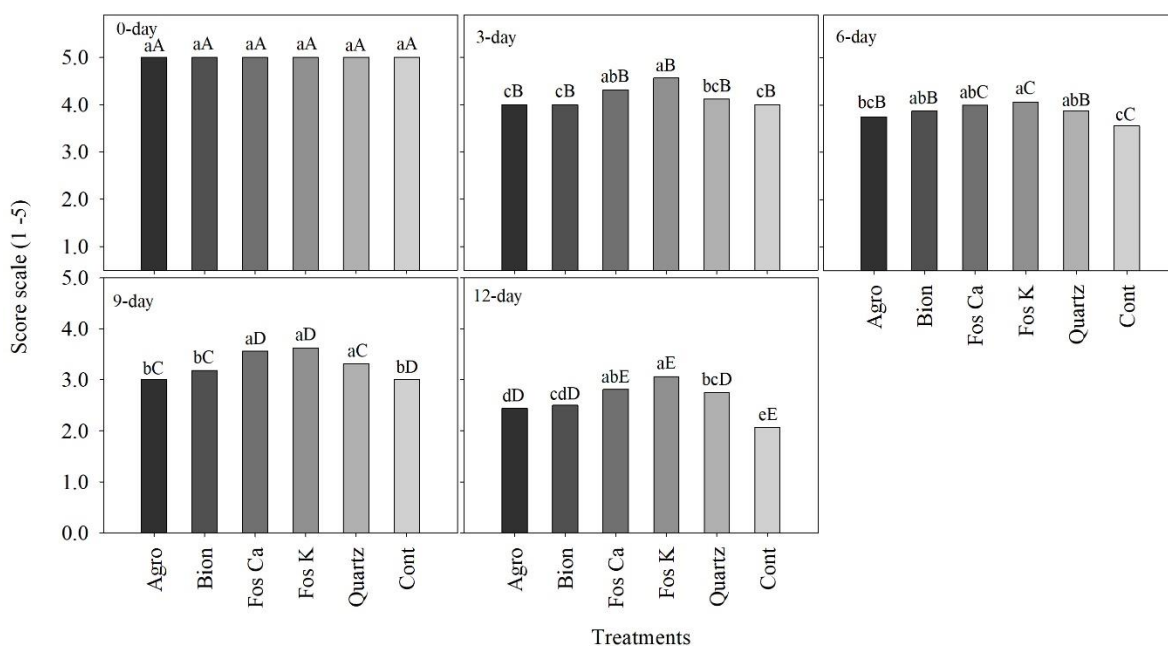 Score scale (1 -5)
0-day
aA aA aA aA aA aA
5.0
4.0
3.0
2.0
1.0
3-day
cB cB abB aB bcB cB
6-day
bcB abB abC aC abB cC
Agro Bion Fos Ca Fos K Quartz Cont
9-day
bC bC aD aD aC bD
5.0
4.0
3.0
2.0
1.0
0.0
Agro Bion Fos Ca Fos K Quartz Cont
12-day
dD cdD abE aE bcD eE
Agro Bion Fos Ca Fos K Quartz Cont
Treatments